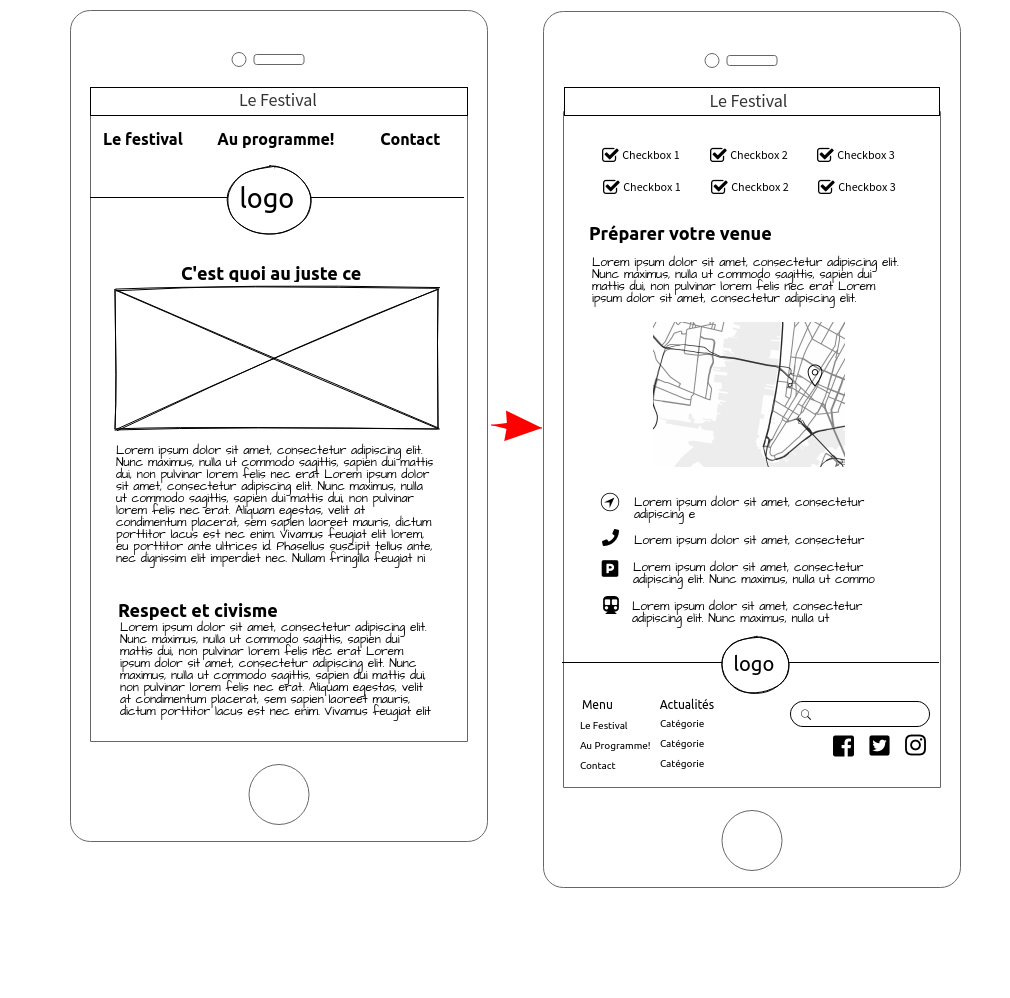 Le Festival
Le festival Au programme! Contact
logo
C'est quoi au juste ce
Lorem ipsum dolor sit amet, consectetur adipiscing elit.
Nunc maximus, nulla ut commodo sagittis, sapien dui mattis
dui, non pulvinar lorem felis nec erat Lorem ipsum dolor
sit amet, consectetur adipiscing elit. Nunc maximus, nulla
ut commodo sagittis, sapien dui mattis dui, non pulvinar
lorem felis nec erat. Aliquam egestas, velit at
condimentum placerat, sem sapien laoreet mauris, dictum
porttitor lacus est nec enim. Vivamus feugiat elit lorem,
eu porttitor ante ultrices id. Phasellus suscipit tellus ante,
nec dignissim elit imperdiet nec. Nullam fringilla feugiat ni
Respect et civisme
Lorem ipsum dolor sit amet, consectetur adipiscing elit.
Nunc maximus, nulla ut commodo sagittis, sapien dui
mattis dui, non pulvinar lorem felis nec erat Lorem
ipsum dolor sit amet, consectetur adipiscing elit. Nunc
maximus, nulla ut commodo sagittis, sapien dui mattis dui,
non pulvinar lorem felis nec erat. Aliquam egestas, velit
at condimentum placerat, sem sapien laoreet mauris,
dictum porttitor lacus est nec enim. Vivamus feugiat elit
Le Festival
Checkbox 1 Checkbox 2 Checkbox 3
Checkbox 1 Checkbox 2 Checkbox 3
Préparer votre venue
Lorem ipsum dolor sit amet, consectetur adipiscing elit.
Nunc maximus, nulla ut commodo sagittis, sapien dui
mattis dui, non pulvinar lorem felis nec erat Lorem
ipsum dolor sit amet, consectetur adipiscing elit.
Lorem ipsum dolor sit amet, consectetur
adipiscing e
Lorem ipsum dolor sit amet, consectetur
P
Lorem ipsum dolor sit amet, consectetur
adipiscing elit. Nunc maximus, nulla ut commo
Lorem ipsum dolor sit amet, consectetur
adipiscing elit. Nunc maximus, nulla ut
logo
Menu
Le Festival
Au Programme!
Contact
Actualités
Catégorie
Catégorie
Catégorie